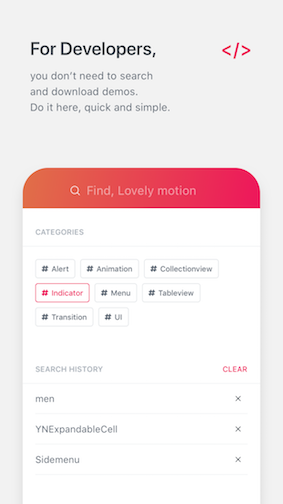 For Developers,
</>
you don't need to search
and download demos.
Do it here, quick and simple.
Find, Lovely motion
CATEGORIES
# Alert # Animation # Collectionview
# Indicator # Menu # Tableview
# Transition # UI
SEARCH HISTORY CLEAR
men ×
YNExpandableCell ×
Sidemenu ×